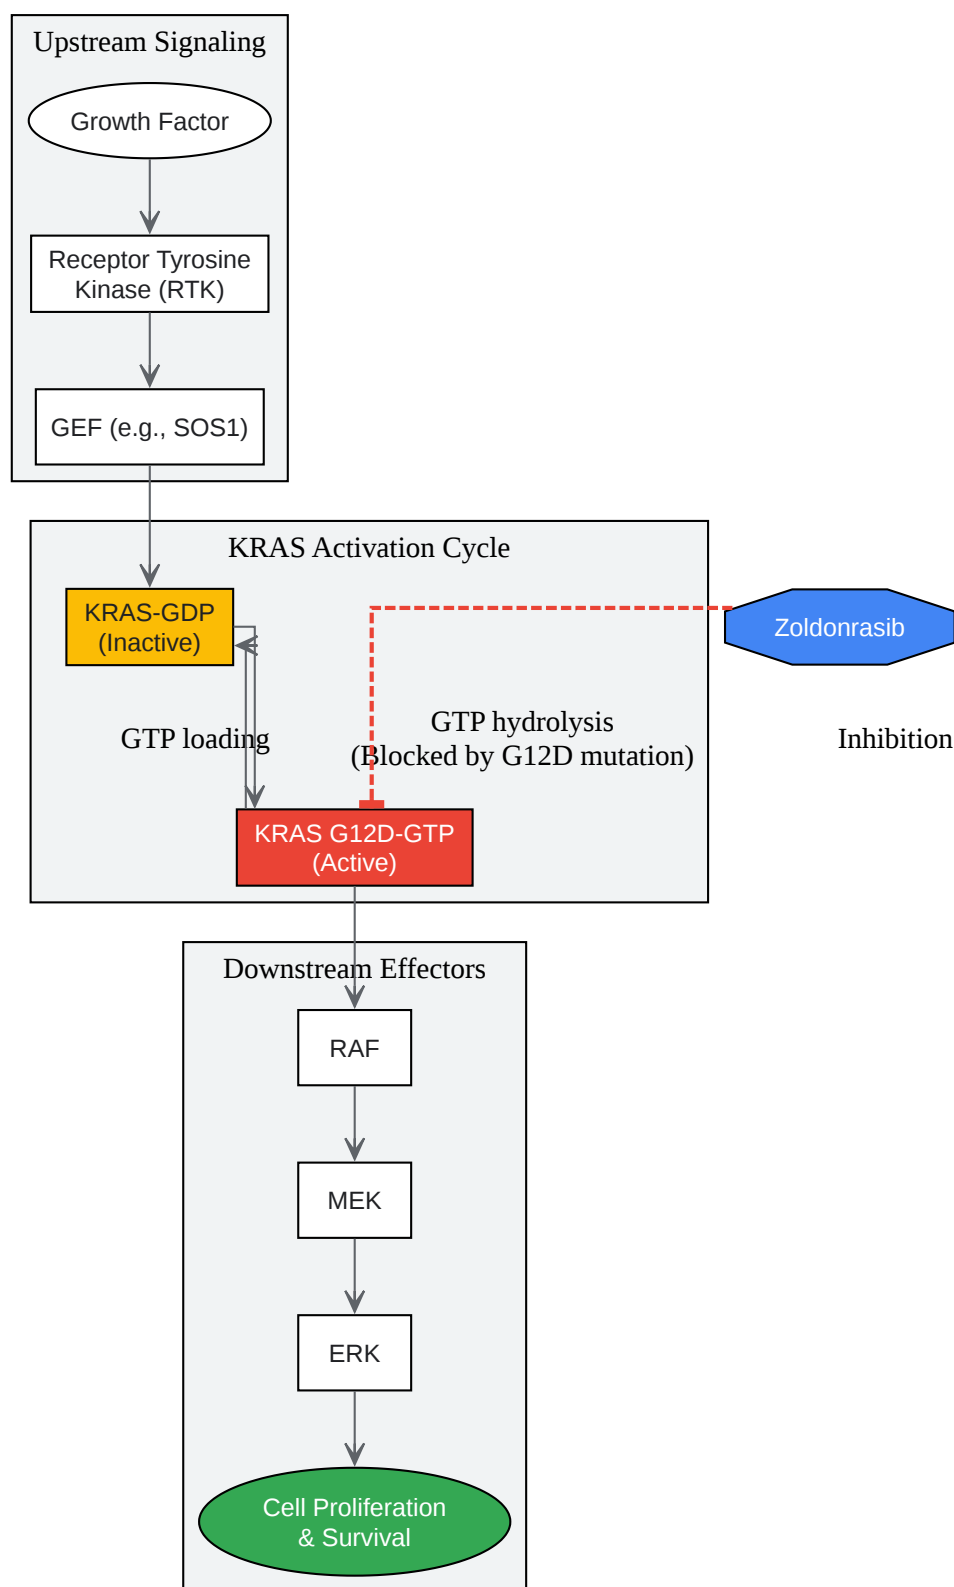 Upstream Signaling
Growth Factor
Receptor Tyrosine
Kinase (RTK)
GEF (e.g., SOS1)
KRAS Activation Cycle
KRAS-GDP
(Inactive)
Zoldonrasib
GTP loading
GTP hydrolysis
(Blocked by G12D mutation)
Inhibition
KRAS G12D-GTP
(Active)
Downstream Effectors
RAF
MEK
ERK
Cell Proliferation
& Survival